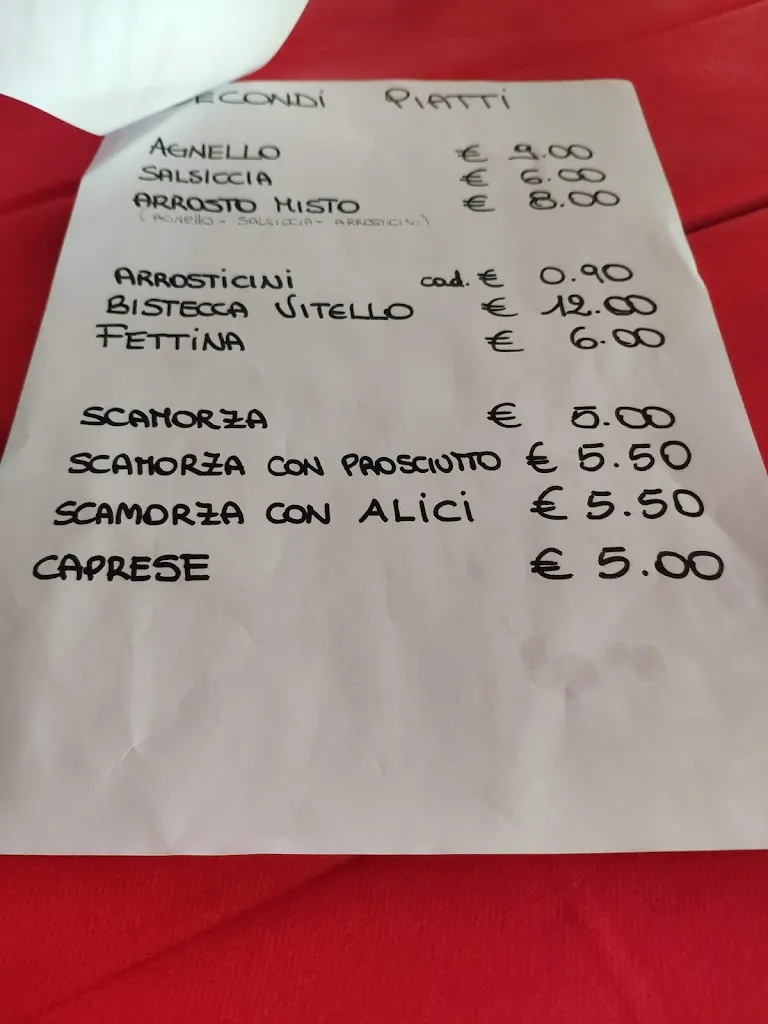 SECONDI PIATTI
AGNELLO € 9.00
SALSICCIA € 6.00
ARROSTO MISTO € 8.00
(AGNELLO - SALSICCIA - ARROSTICINI)
ARROSTICINI cad. € 0.90
BISTECCA VITELLO € 12.00
FETTINA € 6.00
SCAMORZA € 5.00
SCAMORZA CON PROSCIUTTO € 5.50
SCAMORZA CON ALICI € 5.50
CAPRESE € 5.00